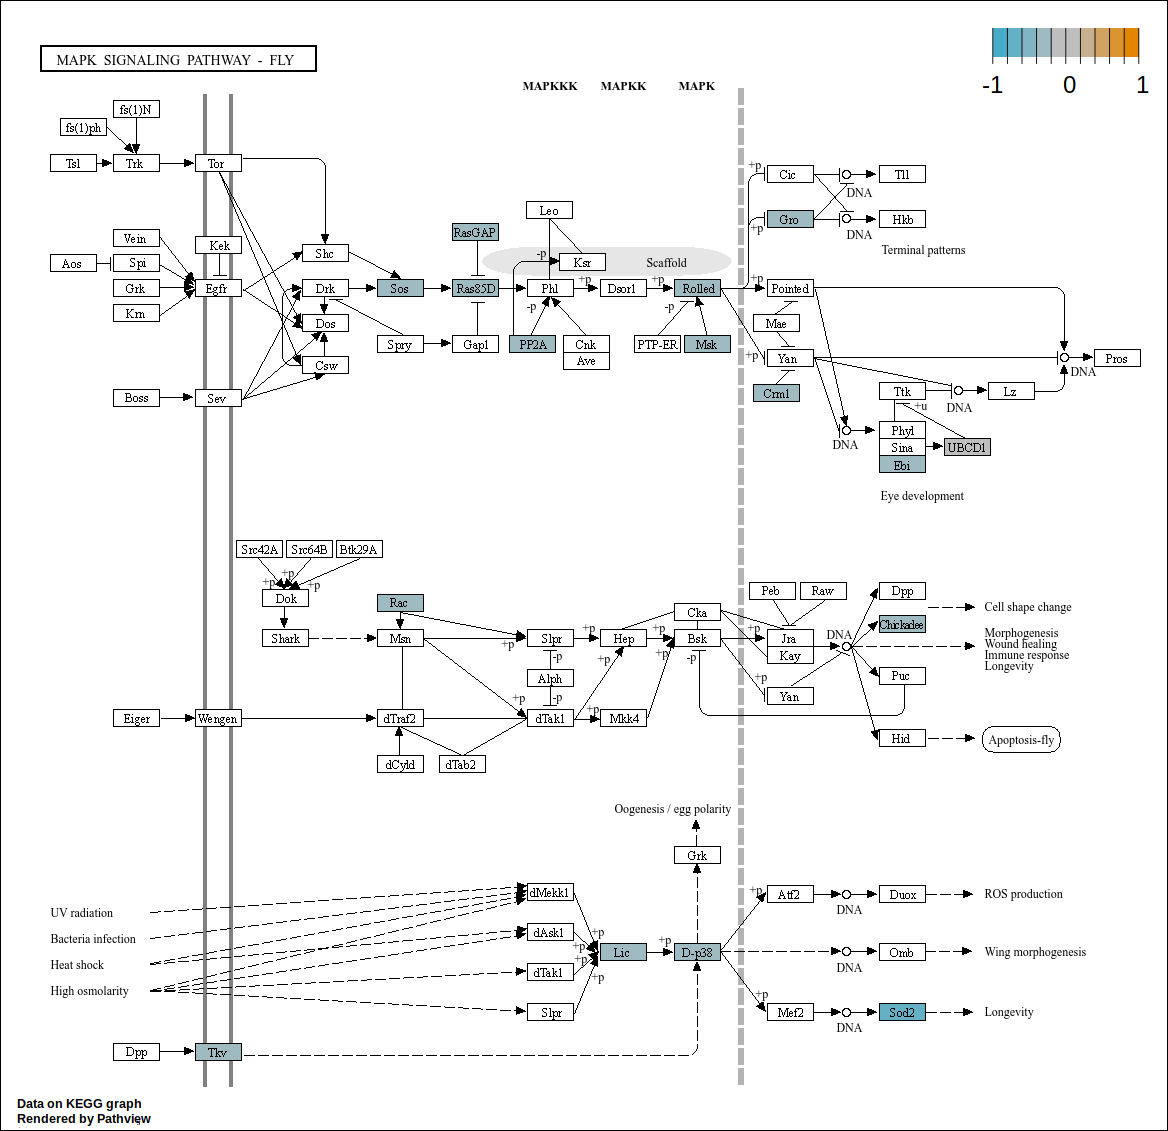 MAPK SIGNALING PATHWAY - FLY
-1 0 1
MAPKKK MAPKK MAPK
fs(1)N
fs(1)ph
Tsl Trk Tor
Cic Tll
+p
DNA
Leo
Gro Hkb
+p
DNA
RasGAP
Vein Kek
Terminal patterns
Aos Spi Shc
-p Ksr Scaffold
Grk Egfr Drk Sos Ras85D Phl +p Dsor1 +p Rolled +p Pointed
-p -p
Krn Dos Mae
Spry Gap1 PP2A Cnk PTP-ER Msk
Ave
+p Yan Pros
DNA
Csw
Boss Sev
Crm1 Ttk Lz
+u DNA
Phyl
DNA Sina UBCD1
Ebi
Eye development
Src42A Src64B Btk29A
+p +p +p
Dok
Rac Cka
Peb Raw Dpp
Cell shape change
Chickadee
Shark Msn +p Slpr +p Hep +p Bsk +p Jra DNA
Morphogenesis
Wound healing
Immune response
Longevity
-p +p +p -p Kay
Alph
+p Puc
+p -p Yan
Eiger Wengen dTraf2 dTak1 +p Mkk4
Hid Apoptosis-fly
dCyld dTab2
Oogenesis / egg polarity
Grk
dMekk1 +p Atf2 Duox ROS production
DNA
UV radiation
Bacteria infection
dAsk1 +p
+p Lic +p D-p38 Omb Wing morphogenesis
+p DNA
Heat shock
dTak1 +p
High osmolarity
+p
Slpr Mef2 Sod2 Longevity
DNA
Dpp Tkv
Data on KEGG graph
Rendered by Pathview